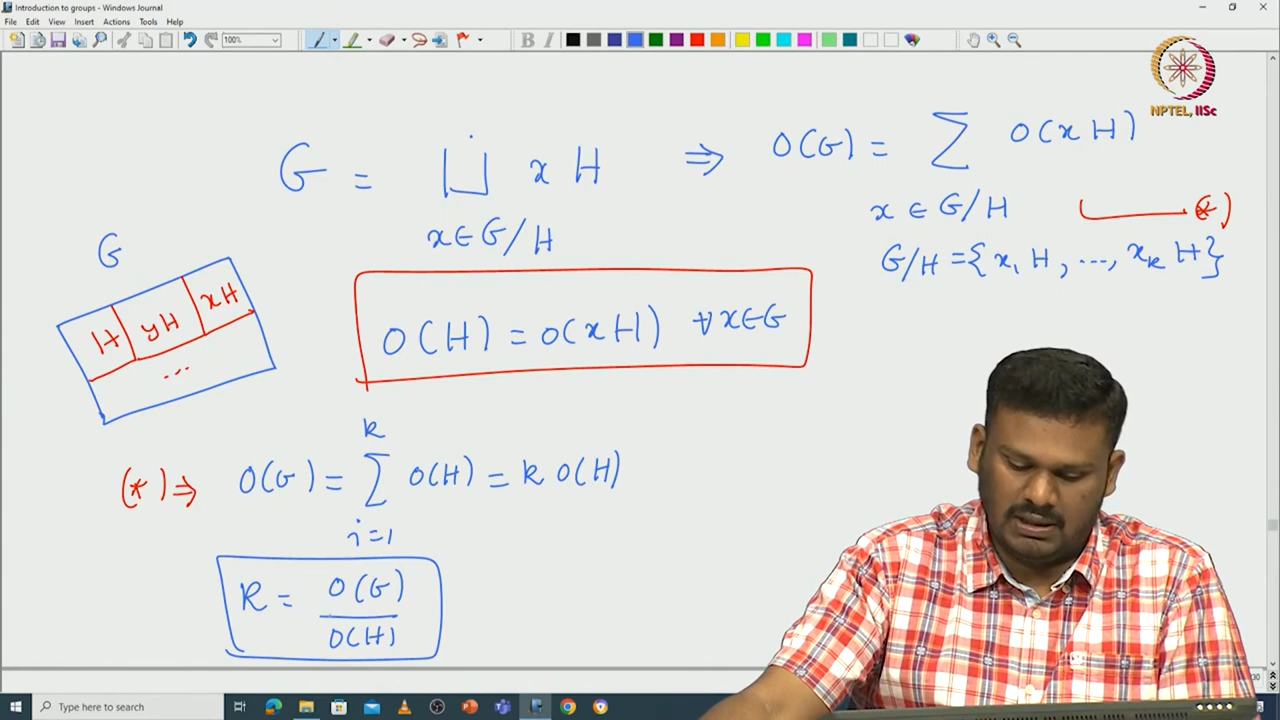 Introduction to groups - Windows Journal
File Edit View Insert Actions Tools Help
100%
B I
NPTEL, IISc
G = ⨆ xH ⇒ O(G) = ∑ O(xH)
x∈G/H
x ∈ G/H (*)
G/H = {x₁H, ..., xₖH}
G
H yH xH
...
O(H) = O(xH) ∀x∈G
k
(*) ⇒ O(G) = ∑ O(H) = k O(H)
i=1
k = O(G)
O(H)
Type here to search